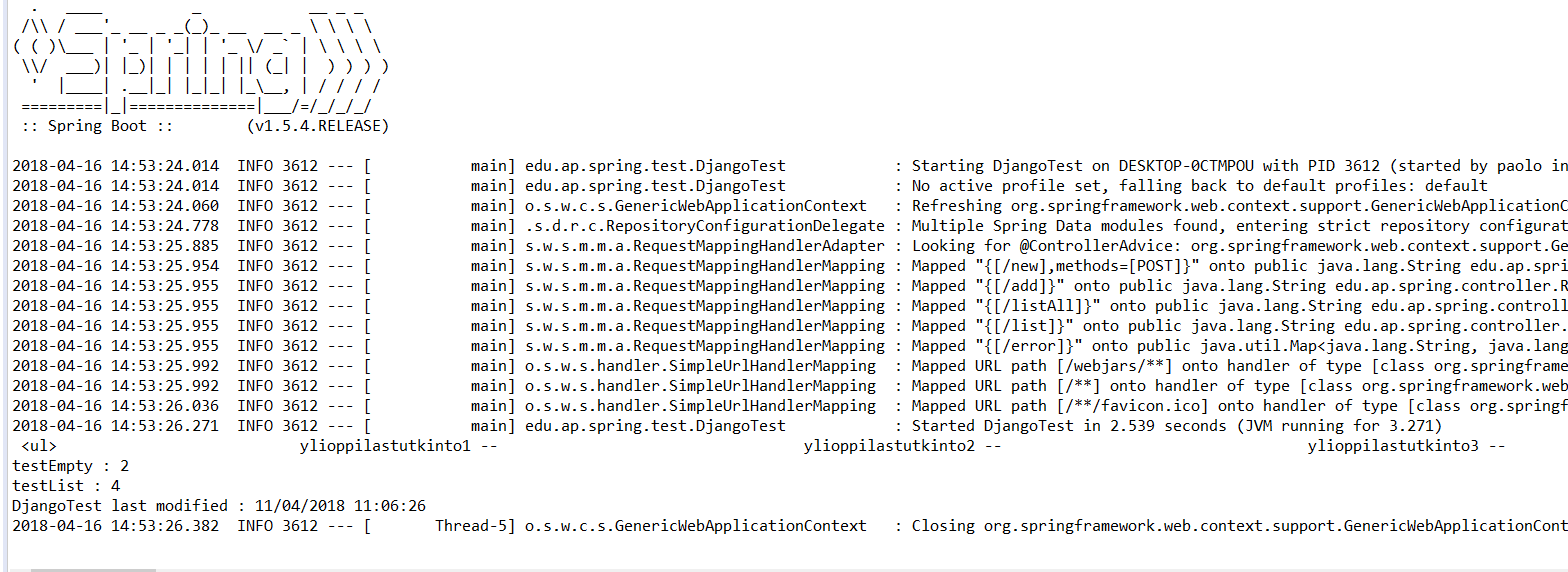 .   ____          _            __ _ _
 /\\ / ___'_ __ _ _(_)_ __  __ _ \ \ \ \
( ( )\___ | '_ | '_| | '_ \/ _` | \ \ \ \
 \\/  ___)| |_)| | | | | || (_| |  ) ) ) )
  '  |____| .__|_| |_|_| |_\__, | / / / /
 =========|_|==============|___/=/_/_/_/
 :: Spring Boot ::        (v1.5.4.RELEASE)
2018-04-16 14:53:24.014  INFO 3612 --- [           main] edu.ap.spring.test.DjangoTest            : Starting DjangoTest on DESKTOP-0CTMPOU with PID 3612 (started by paolo in
2018-04-16 14:53:24.014  INFO 3612 --- [           main] edu.ap.spring.test.DjangoTest            : No active profile set, falling back to default profiles: default
2018-04-16 14:53:24.060  INFO 3612 --- [           main] o.s.w.c.s.GenericWebApplicationContext   : Refreshing org.springframework.web.context.support.GenericWebApplicationC
2018-04-16 14:53:24.778  INFO 3612 --- [           main] .s.d.r.c.RepositoryConfigurationDelegate : Multiple Spring Data modules found, entering strict repository configurat
2018-04-16 14:53:25.885  INFO 3612 --- [           main] s.w.s.m.m.a.RequestMappingHandlerAdapter : Looking for @ControllerAdvice: org.springframework.web.context.support.Ge
2018-04-16 14:53:25.954  INFO 3612 --- [           main] s.w.s.m.m.a.RequestMappingHandlerMapping : Mapped "{[/new],methods=[POST]}" onto public java.lang.String edu.ap.spri
2018-04-16 14:53:25.955  INFO 3612 --- [           main] s.w.s.m.m.a.RequestMappingHandlerMapping : Mapped "{[/add]}" onto public java.lang.String edu.ap.spring.controller.R
2018-04-16 14:53:25.955  INFO 3612 --- [           main] s.w.s.m.m.a.RequestMappingHandlerMapping : Mapped "{[/listAll]}" onto public java.lang.String edu.ap.spring.controll
2018-04-16 14:53:25.955  INFO 3612 --- [           main] s.w.s.m.m.a.RequestMappingHandlerMapping : Mapped "{[/list]}" onto public java.lang.String edu.ap.spring.controller.
2018-04-16 14:53:25.955  INFO 3612 --- [           main] s.w.s.m.m.a.RequestMappingHandlerMapping : Mapped "{[/error]}" onto public java.util.Map<java.lang.String, java.lang
2018-04-16 14:53:25.992  INFO 3612 --- [           main] o.s.w.s.handler.SimpleUrlHandlerMapping  : Mapped URL path [/webjars/**] onto handler of type [class org.springframe
2018-04-16 14:53:25.992  INFO 3612 --- [           main] o.s.w.s.handler.SimpleUrlHandlerMapping  : Mapped URL path [/**] onto handler of type [class org.springframework.web
2018-04-16 14:53:26.036  INFO 3612 --- [           main] o.s.w.s.handler.SimpleUrlHandlerMapping  : Mapped URL path [/**/favicon.ico] onto handler of type [class org.springf
2018-04-16 14:53:26.271  INFO 3612 --- [           main] edu.ap.spring.test.DjangoTest            : Started DjangoTest in 2.539 seconds (JVM running for 3.271)
 <ul>                           ylioppilastutkinto1 --                                  ylioppilastutkinto2 --                                  ylioppilastutkinto3 --
testEmpty : 2
testList : 4
DjangoTest last modified : 11/04/2018 11:06:26
2018-04-16 14:53:26.382  INFO 3612 --- [       Thread-5] o.s.w.c.s.GenericWebApplicationContext   : Closing org.springframework.web.context.support.GenericWebApplicationCont